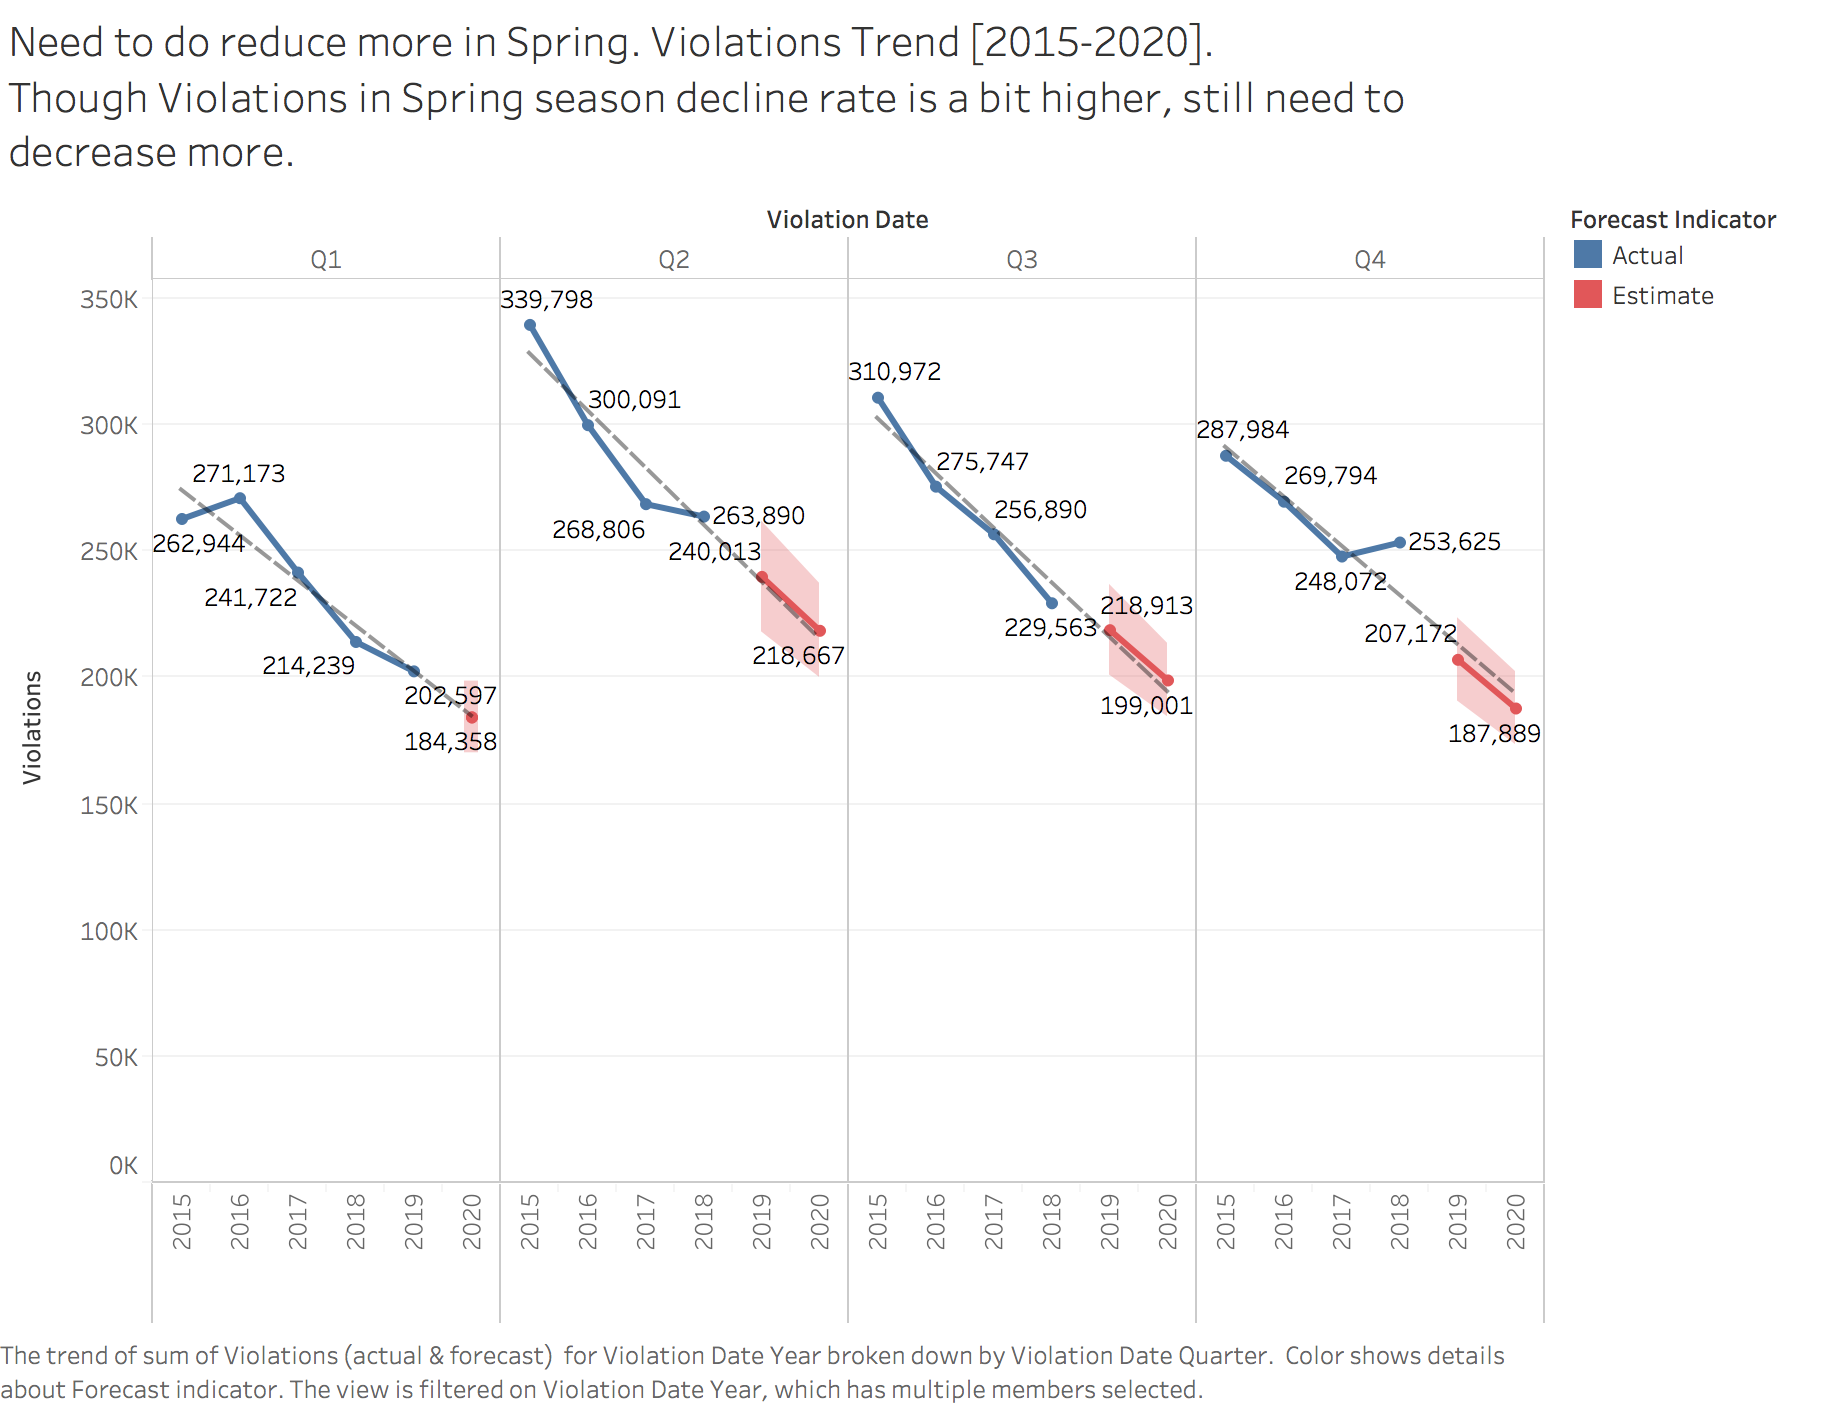 Need to do reduce more in Spring. Violations Trend [2015-2020].
Though Violations in Spring season decline rate is a bit higher, still need to
decrease more.
Violation Date
Forecast Indicator
Q1
Q2
Q3
Q4
Actual
Estimate
Violations
350K
300K
250K
200K
150K
100K
50K
0K
262,944
271,173
241,722
214,239
202,597
184,358
339,798
300,091
268,806
263,890
240,013
218,667
310,972
275,747
256,890
229,563
218,913
199,001
287,984
269,794
248,072
253,625
207,172
187,889
2015
2016
2017
2018
2019
2020
2015
2016
2017
2018
2019
2020
2015
2016
2017
2018
2019
2020
2015
2016
2017
2018
2019
2020
The trend of sum of Violations (actual & forecast)  for Violation Date Year broken down by Violation Date Quarter.  Color shows details
about Forecast indicator. The view is filtered on Violation Date Year, which has multiple members selected.